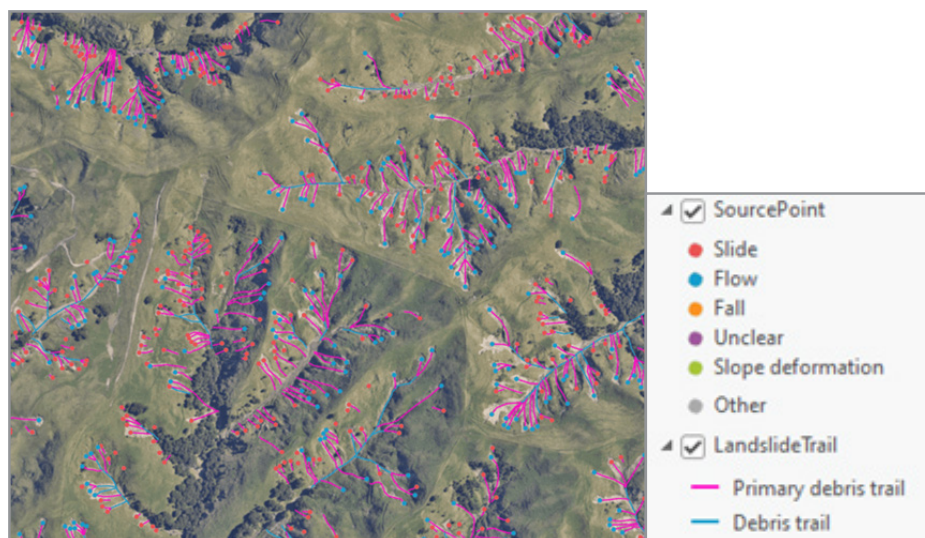 SourcePoint
Slide
Flow
Fall
Unclear
Slope deformation
Other
LandslideTrail
Primary debris trail
Debris trail